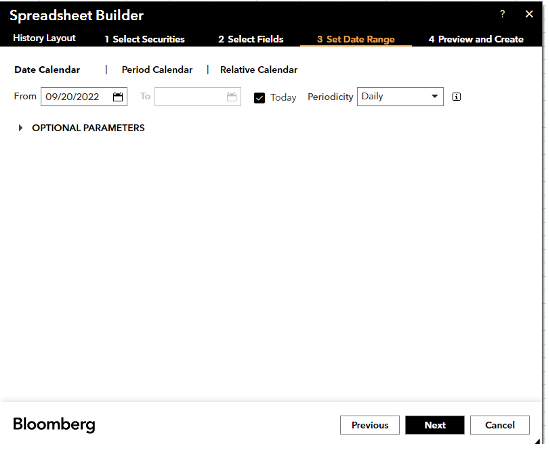 Spreadsheet Builder ? ×
History Layout 1 Select Securities 2 Select Fields 3 Set Date Range 4 Preview and Create
Date Calendar | Period Calendar | Relative Calendar
From 09/20/2022 To Today Periodicity Daily i
OPTIONAL PARAMETERS
Bloomberg Previous Next Cancel